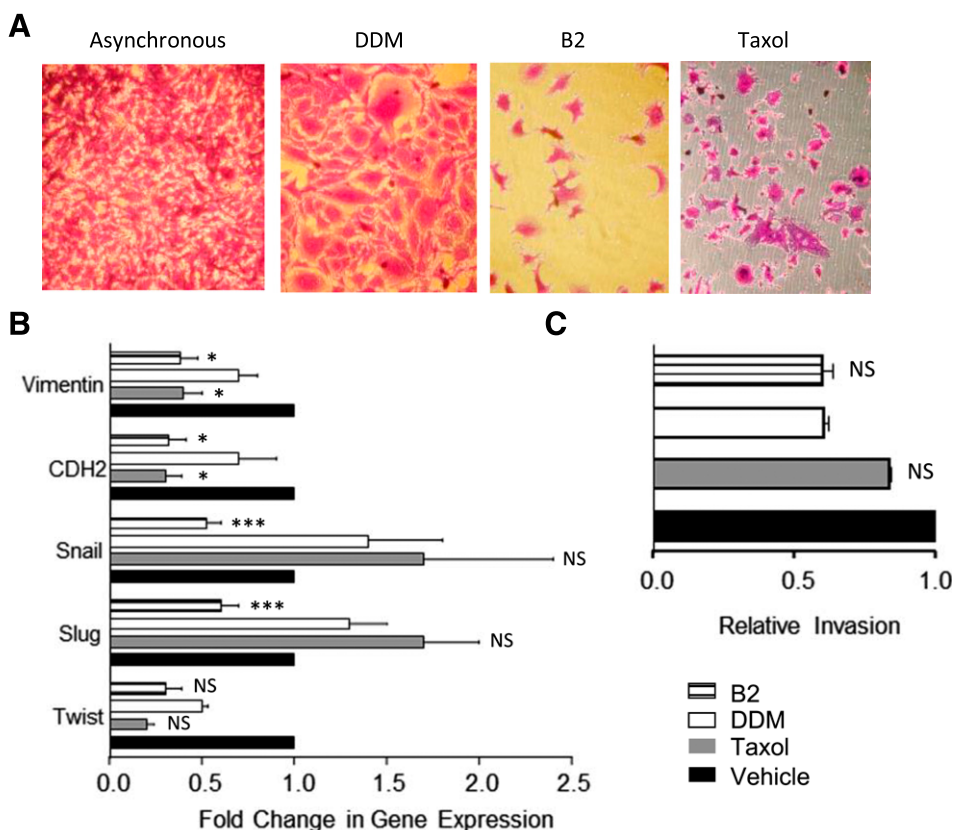 A
Asynchronous DDM B2 Taxol
B
Vimentin * *
CDH2 * *
Snail *** NS
Slug *** NS
Twist NS NS
0.0 0.5 1.0 1.5 2.0 2.5
Fold Change in Gene Expression
C
NS
NS
0.0 0.5 1.0
Relative Invasion
B2
DDM
Taxol
Vehicle